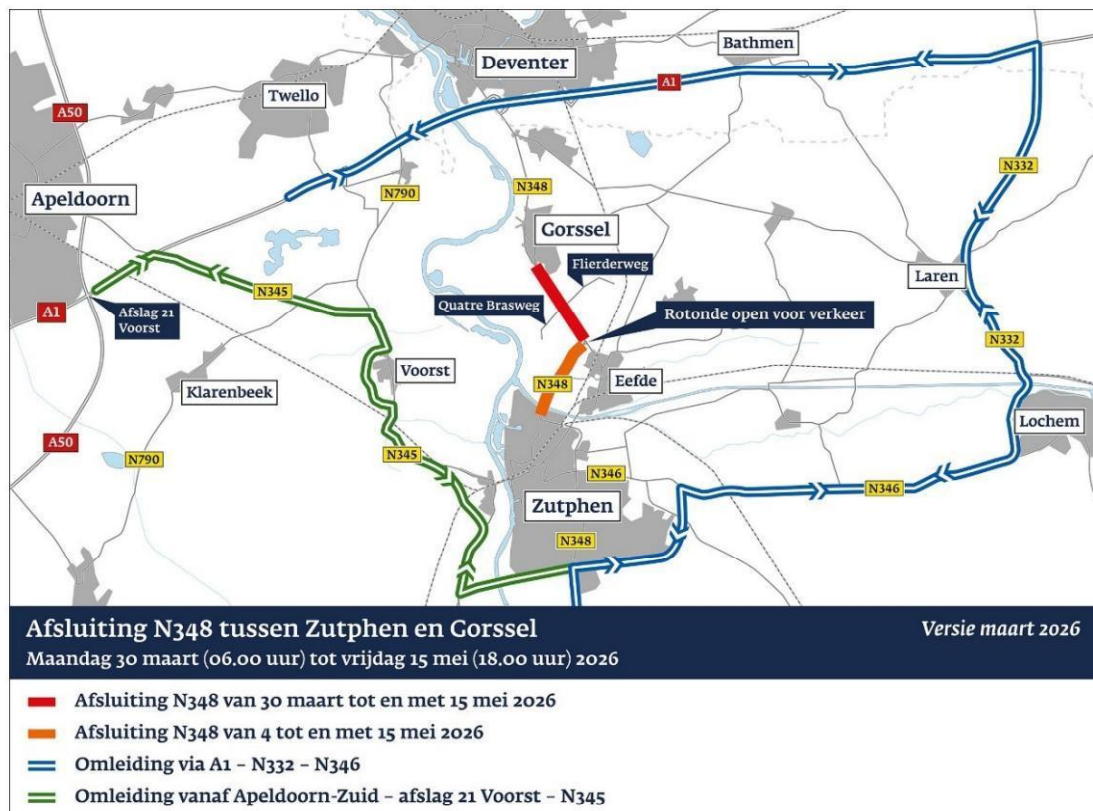 Bathmen
Deventer
A1
Twello
A50
N332
N790
N348
Apeldoorn
Gorssel
Flierderweg
Laren
N345
Quatre Brasweg
A1
Afslag 21
Voorst
Rotonde open voor verkeer
N332
Voorst
N348
Eefde
Klarenbeek
Lochem
A50
N790
N345
N346
N346
Zutphen
N348
Afsluiting N348 tussen Zutphen en Gorssel
Versie maart 2026
Maandag 30 maart (06.00 uur) tot vrijdag 15 mei (18.00 uur) 2026
Afsluiting N348 van 30 maart tot en met 15 mei 2026
Afsluiting N348 van 4 tot en met 15 mei 2026
Omleiding via A1 – N332 – N346
Omleiding vanaf Apeldoorn-Zuid – afslag 21 Voorst – N345